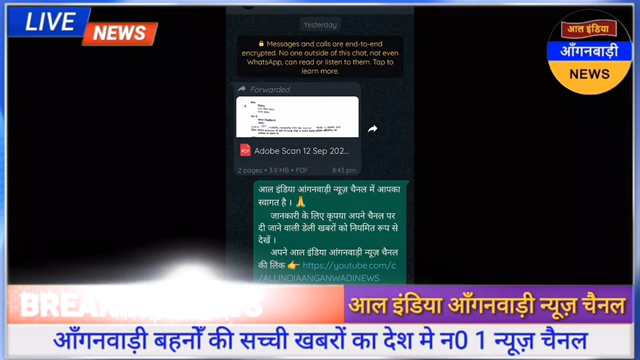 LIVE
NEWS
आल इंडिया
आँगनबाड़ी
NEWS
Yesterday
Messages and calls are end-to-end
encrypted. No one outside of this chat, not even
WhatsApp, can read or listen to them. Tap to
learn more.
Forwarded
PDF
Adobe Scan 12 Sep 202...
2 pages • 3.9 MB • PDF
8:43 pm
आल इंडिया आंगनवाड़ी न्यूज़ चैनल में आपका
स्वागत है । 🙏
जानकारी के लिए कृपया अपने चैनल पर
दी जाने वाली डेली खबरों को नियमित रूप से
देखें ।
अपने आल इंडिया आंगनवाड़ी न्यूज़ चैनल
की लिंक 👉 https://youtube.com/c
/ALLINDIAANGANWADINEWS
आल इंडिया आँगनवाड़ी न्यूज़ चैनल
आँगनवाड़ी बहनोँ की सच्ची खबरों का देश मे न0 1 न्यूज़ चैनल